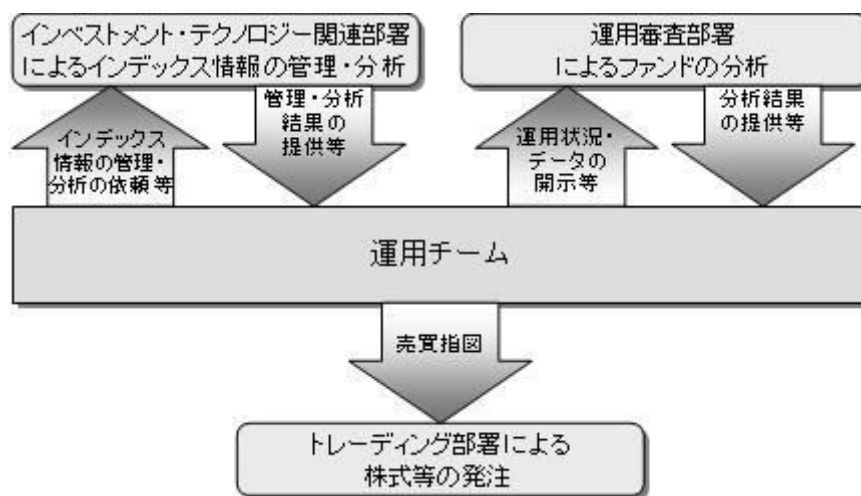 インベストメント・テクノロジー関連部署
によるインデックス情報の管理・分析
運用審査部署
によるファンドの分析
インデックス
情報の管理・
分析の依頼等
管理・分析
結果の
提供等
運用状況・
データの
開示等
分析結果
の提供等
運用チーム
売買指図
トレーディング部署による
株式等の発注